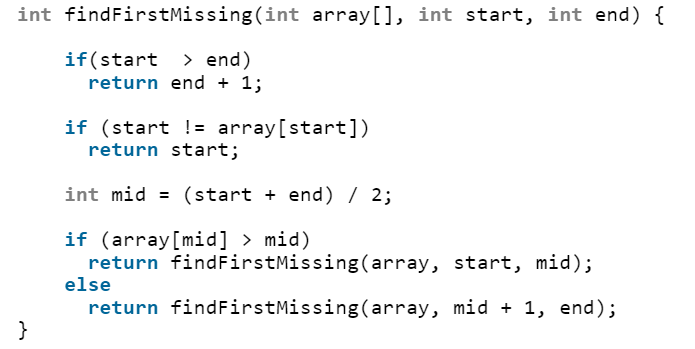 int findFirstMissing(int array[], int start, int end) {
if(start  > end)
return end + 1;
if (start != array[start])
return start;
int mid = (start + end) / 2;
if (array[mid] > mid)
return findFirstMissing(array, start, mid);
else
return findFirstMissing(array, mid + 1, end);
}